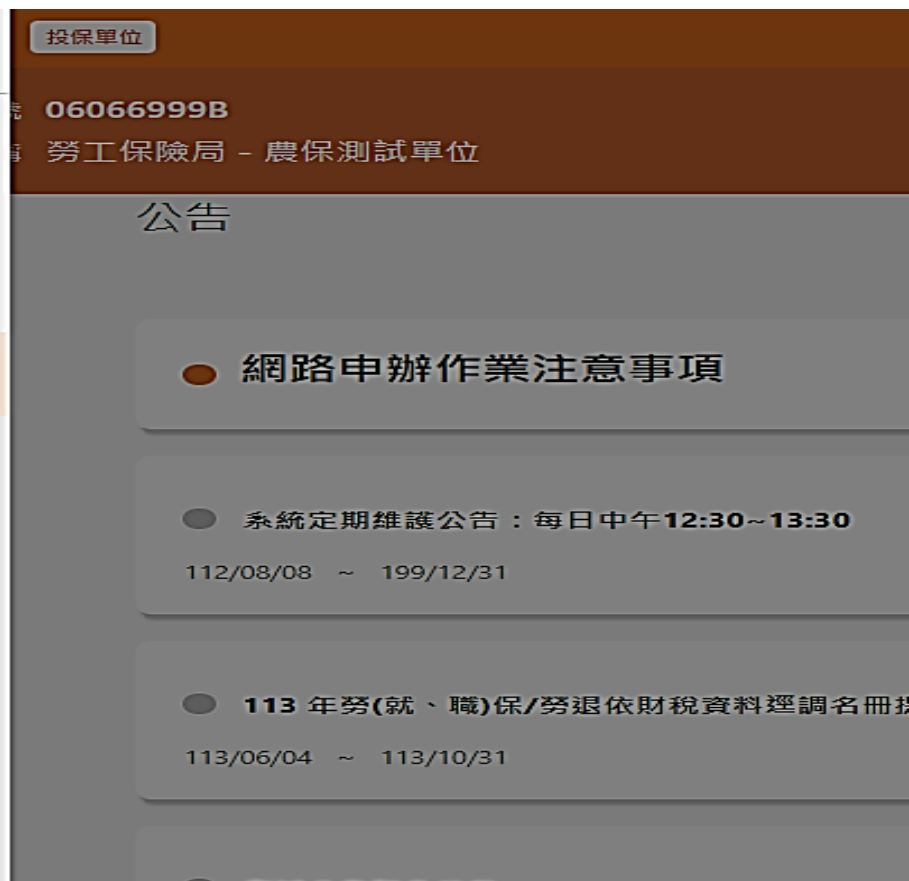 投保單位
號 06066999B
稱 勞工保險局 - 農保測試單位
公告
網路申辦作業注意事項
系統定期維護公告：每日中午12:30~13:30
112/08/08 ~ 199/12/31
113 年勞(就、職)保/勞退依財稅資料逕調名冊
113/06/04 ~ 113/10/31